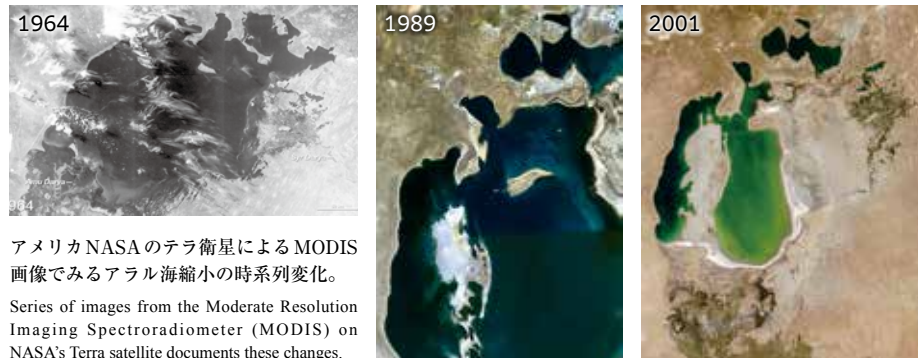 1964
Amu Darya
964
アメリカNASAのテラ衛星によるMODIS
画像でみるアラル海縮小の時系列変化。
Series of images from the Moderate Resolution
Imaging Spectroradiometer (MODIS) on
NASA's Terra satellite documents these changes.
1989
2001